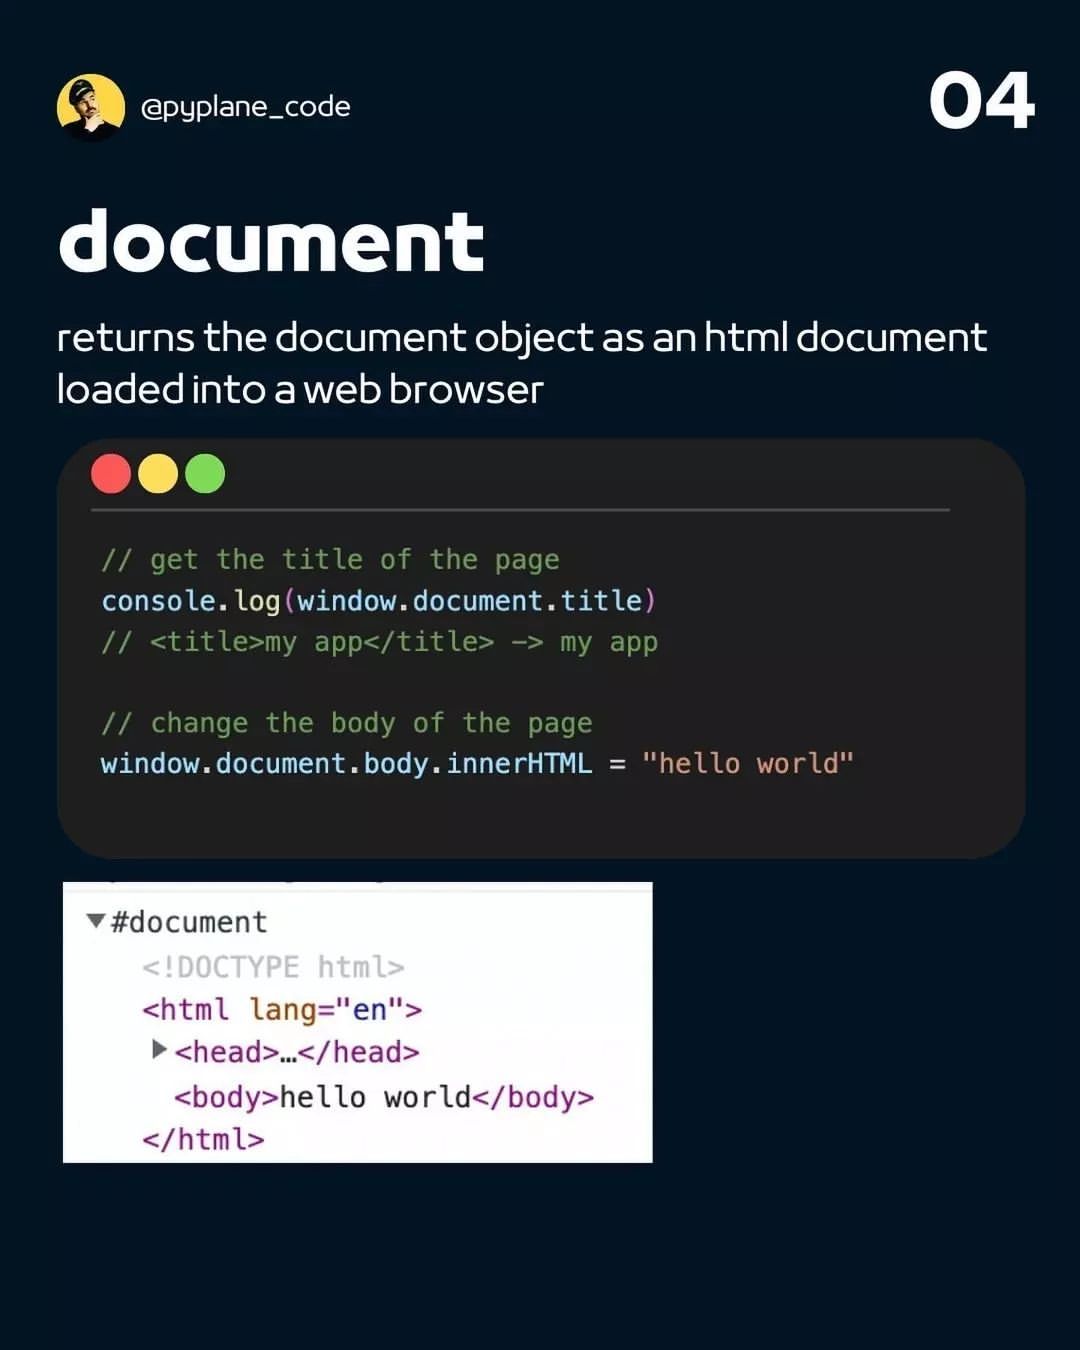 @pyplane_code
04
document
returns the document object as an html document
loaded into a web browser
// get the title of the page
console.log(window.document.title)
// <title>my app</title> -> my app
// change the body of the page
window.document.body.innerHTML = "hello world"
▼#document
<!DOCTYPE html>
<html lang="en">
▶<head>…</head>
<body>hello world</body>
</html>